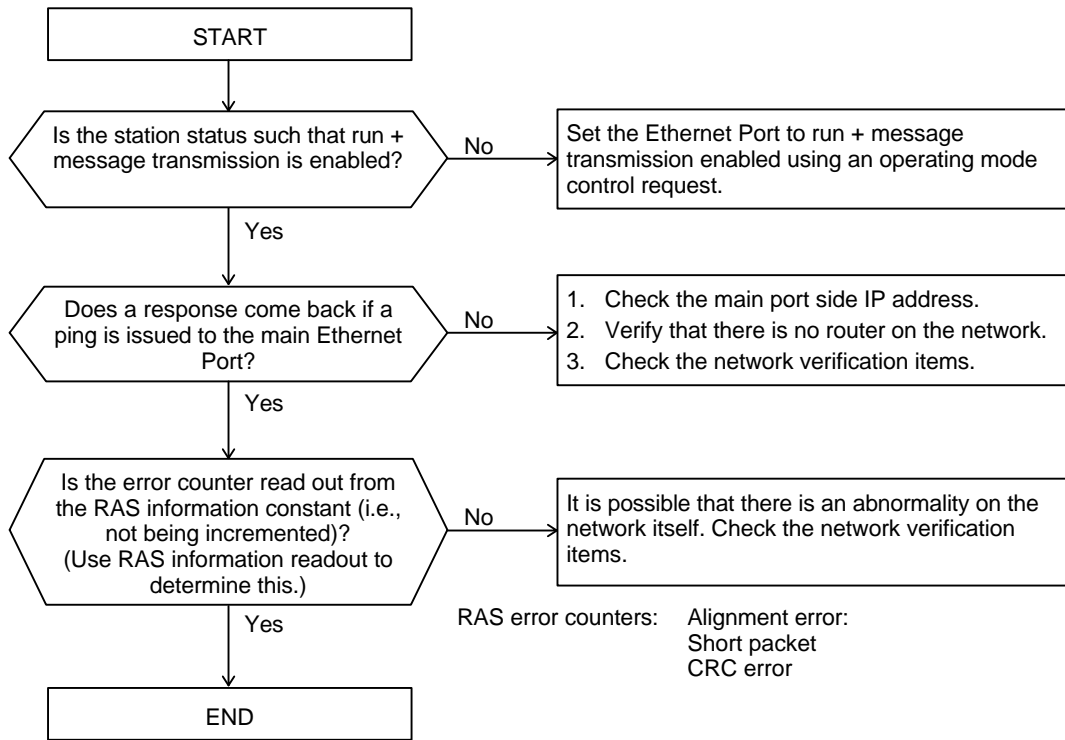 START
Is the station status such that run +
message transmission is enabled?
No
Set the Ethernet Port to run + message
transmission enabled using an operating mode
control request.
Yes
Does a response come back if a
ping is issued to the main Ethernet
Port?
No
1. Check the main port side IP address.
2. Verify that there is no router on the network.
3. Check the network verification items.
Yes
Is the error counter read out from
the RAS information constant (i.e.,
not being incremented)?
(Use RAS information readout to
determine this.)
No
It is possible that there is an abnormality on the
network itself. Check the network verification
items.
Yes
RAS error counters: Alignment error:
Short packet
CRC error
END